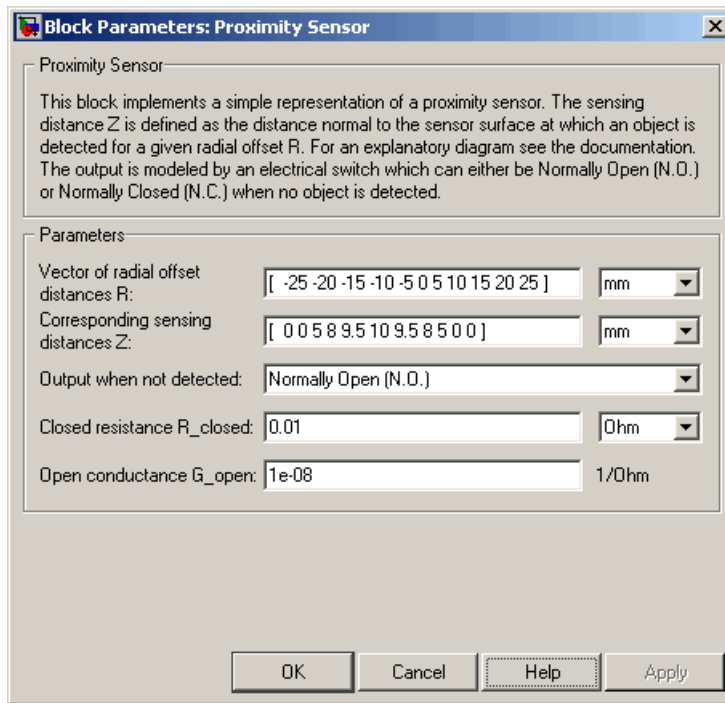 Block Parameters: Proximity Sensor
Proximity Sensor
This block implements a simple representation of a proximity sensor. The sensing
distance Z is defined as the distance normal to the sensor surface at which an object is
detected for a given radial offset R. For an explanatory diagram see the documentation.
The output is modeled by an electrical switch which can either be Normally Open (N.O.)
or Normally Closed (N.C.) when no object is detected.
Parameters
Vector of radial offset
distances R:
[ -25 -20 -15 -10 -5 0 5 10 15 20 25 ]
mm
Corresponding sensing
distances Z:
[ 0 0 5 8 9.5 10 9.5 8 5 0 0 ]
mm
Output when not detected: Normally Open (N.O.)
Closed resistance R_closed: 0.01 Ohm
Open conductance G_open: 1e-08 1/Ohm
OK Cancel Help Apply